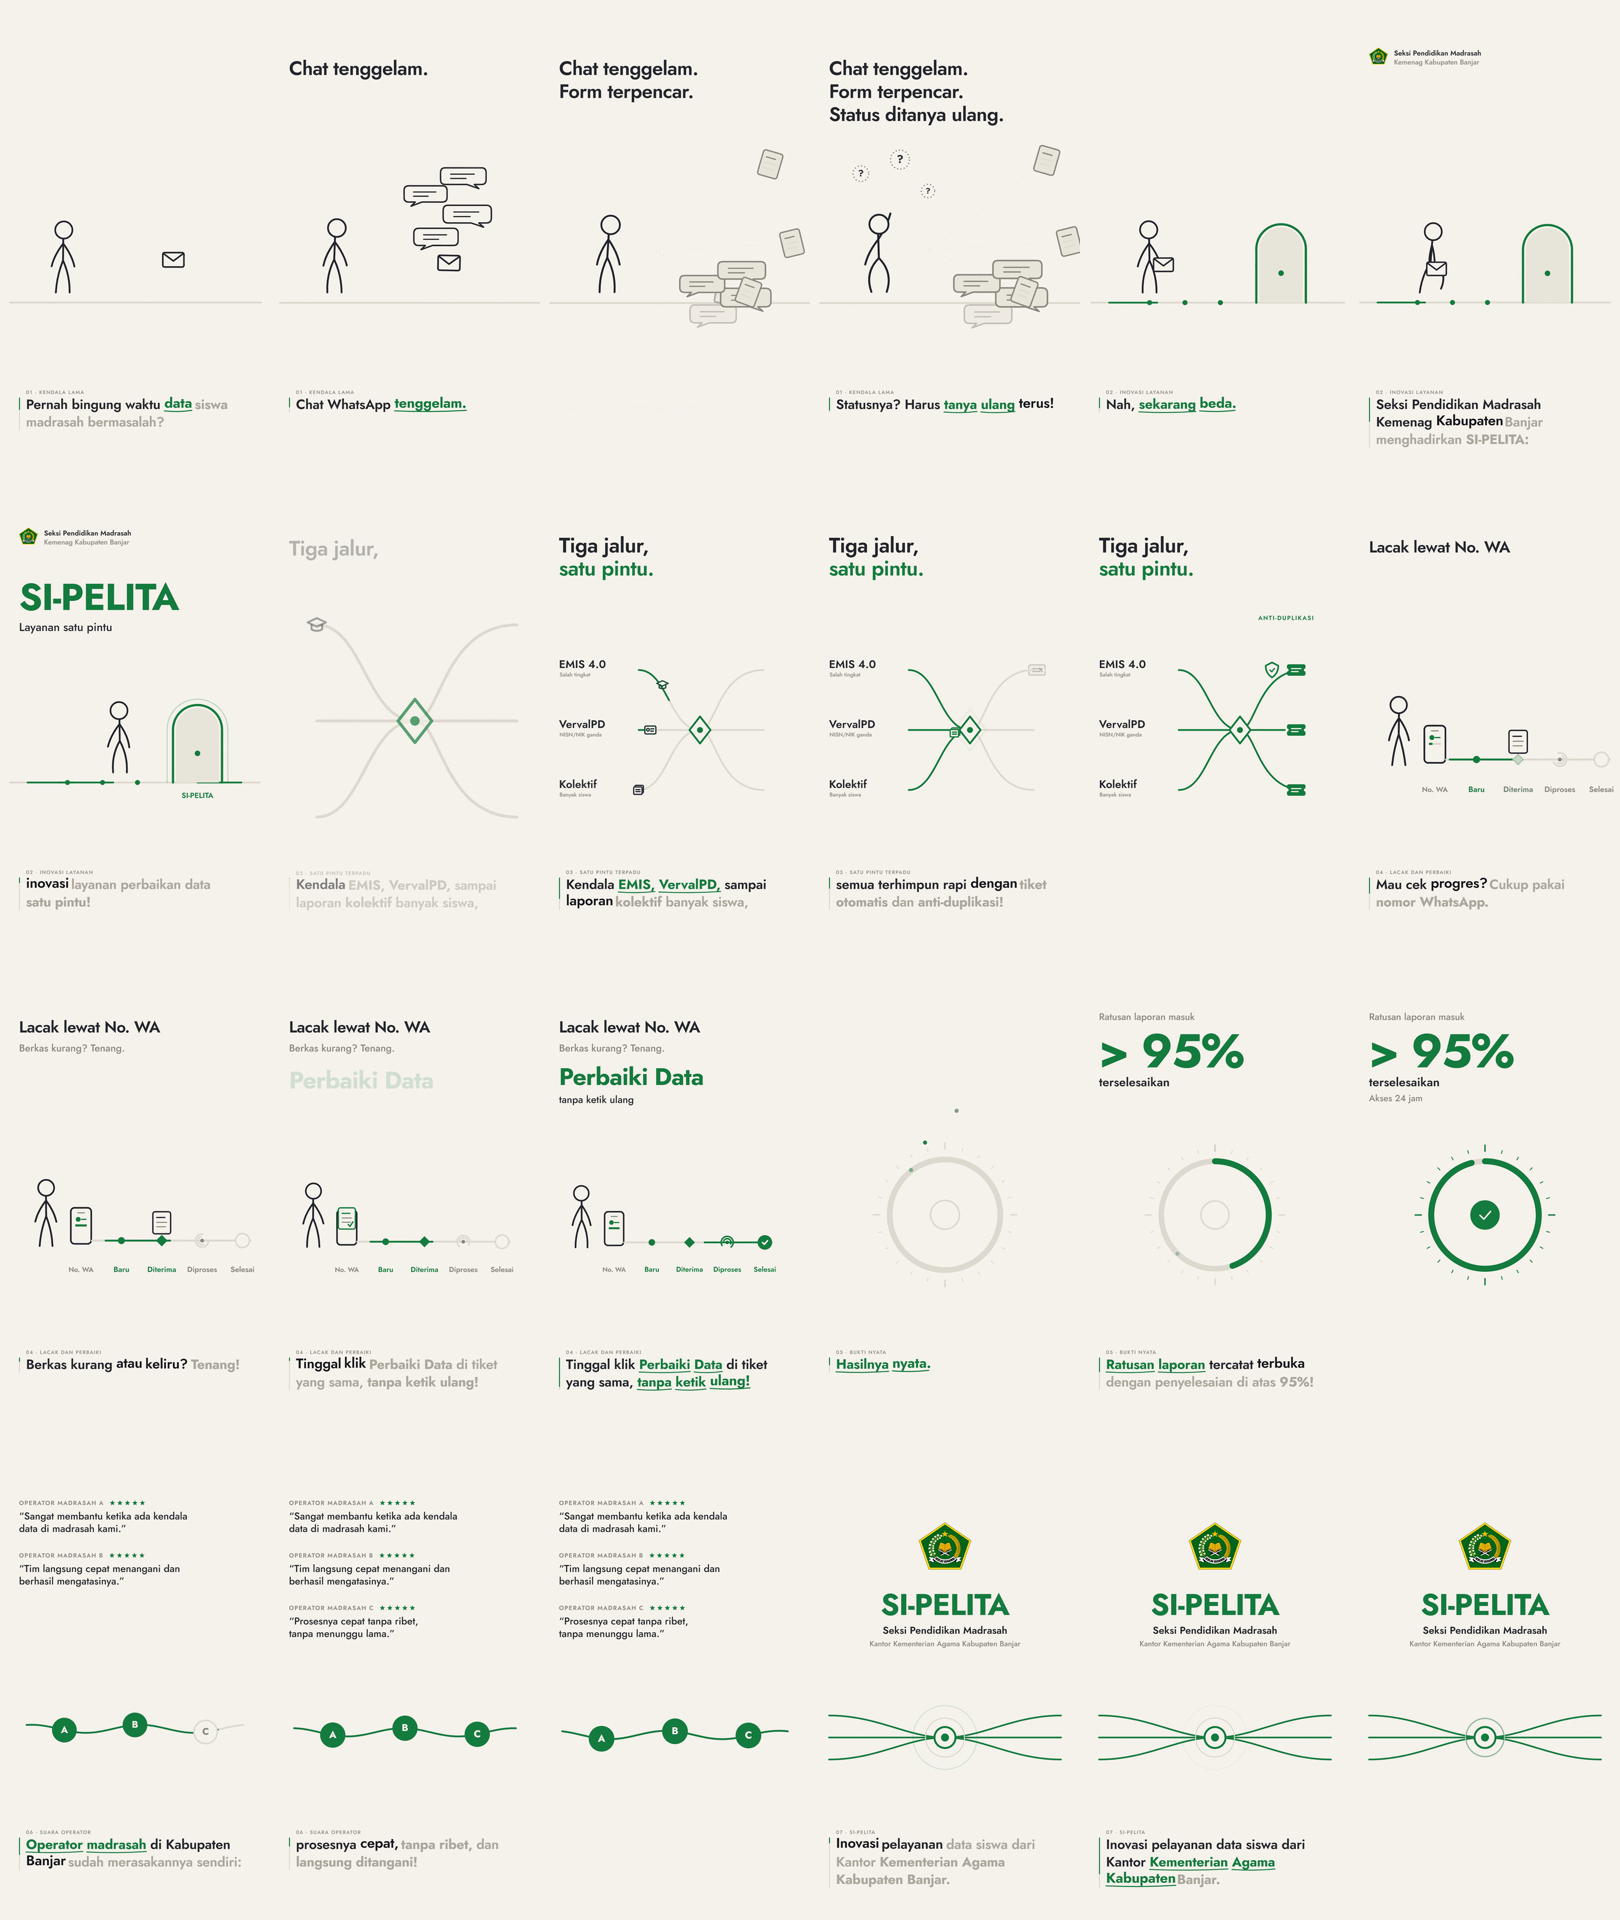 01 · KENDALA LAMA
Pernah bingung waktu data siswa
madrasah bermasalah?
Chat tenggelam.
01 · KENDALA LAMA
Chat WhatsApp tenggelam.
Chat tenggelam.
Form terpencar.
Chat tenggelam.
Form terpencar.
Status ditanya ulang.
?
?
?
01 · KENDALA LAMA
Statusnya? Harus tanya ulang terus!
02 · INOVASI LAYANAN
Nah, sekarang beda.
Seksi Pendidikan Madrasah
Kemenag Kabupaten Banjar
02 · INOVASI LAYANAN
Seksi Pendidikan Madrasah
Kemenag Kabupaten Banjar
menghadirkan SI-PELITA:
Seksi Pendidikan Madrasah
Kemenag Kabupaten Banjar
SI-PELITA
Layanan satu pintu
SI-PELITA
02 · INOVASI LAYANAN
inovasi layanan perbaikan data
satu pintu!
Tiga jalur,
03 · SATU PINTU TERPADU
Kendala EMIS, VervalPD, sampai
laporan kolektif banyak siswa,
Tiga jalur,
satu pintu.
EMIS 4.0
Salah tingkat
VervalPD
NISN/NIK ganda
Kolektif
Banyak siswa
03 · SATU PINTU TERPADU
Kendala EMIS, VervalPD, sampai
laporan kolektif banyak siswa,
Tiga jalur,
satu pintu.
EMIS 4.0
Salah tingkat
VervalPD
NISN/NIK ganda
Kolektif
Banyak siswa
03 · SATU PINTU TERPADU
semua terhimpun rapi dengan tiket
otomatis dan anti-duplikasi!
Tiga jalur,
satu pintu.
ANTI-DUPLIKASI
EMIS 4.0
Salah tingkat
VervalPD
NISN/NIK ganda
Kolektif
Banyak siswa
Lacak lewat No. WA
No. WA Baru Diterima Diproses Selesai
04 · LACAK DAN PERBAIKI
Mau cek progres? Cukup pakai
nomor WhatsApp.
Lacak lewat No. WA
Berkas kurang? Tenang.
No. WA Baru Diterima Diproses Selesai
04 · LACAK DAN PERBAIKI
Berkas kurang atau keliru? Tenang!
Lacak lewat No. WA
Berkas kurang? Tenang.
Perbaiki Data
No. WA Baru Diterima Diproses Selesai
04 · LACAK DAN PERBAIKI
Tinggal klik Perbaiki Data di tiket
yang sama, tanpa ketik ulang!
Lacak lewat No. WA
Berkas kurang? Tenang.
Perbaiki Data
tanpa ketik ulang
No. WA Baru Diterima Diproses Selesai
04 · LACAK DAN PERBAIKI
Tinggal klik Perbaiki Data di tiket
yang sama, tanpa ketik ulang!
05 · BUKTI NYATA
Hasilnya nyata.
Ratusan laporan masuk
> 95%
terselesaikan
05 · BUKTI NYATA
Ratusan laporan tercatat terbuka
dengan penyelesaian di atas 95%!
Ratusan laporan masuk
> 95%
terselesaikan
Akses 24 jam
OPERATOR MADRASAH A ★★★★★
“Sangat membantu ketika ada kendala
data di madrasah kami.”
OPERATOR MADRASAH B ★★★★★
“Tim langsung cepat menangani dan
berhasil mengatasinya.”
A B C
06 · SUARA OPERATOR
Operator madrasah di Kabupaten
Banjar sudah merasakannya sendiri:
OPERATOR MADRASAH A ★★★★★
“Sangat membantu ketika ada kendala
data di madrasah kami.”
OPERATOR MADRASAH B ★★★★★
“Tim langsung cepat menangani dan
berhasil mengatasinya.”
OPERATOR MADRASAH C ★★★★★
“Prosesnya cepat tanpa ribet,
tanpa menunggu lama.”
A B C
06 · SUARA OPERATOR
prosesnya cepat, tanpa ribet, dan
langsung ditangani!
OPERATOR MADRASAH A ★★★★★
“Sangat membantu ketika ada kendala
data di madrasah kami.”
OPERATOR MADRASAH B ★★★★★
“Tim langsung cepat menangani dan
berhasil mengatasinya.”
OPERATOR MADRASAH C ★★★★★
“Prosesnya cepat tanpa ribet,
tanpa menunggu lama.”
A B C
SI-PELITA
Seksi Pendidikan Madrasah
Kantor Kementerian Agama Kabupaten Banjar
07 · SI-PELITA
Inovasi pelayanan data siswa dari
Kantor Kementerian Agama
Kabupaten Banjar.
SI-PELITA
Seksi Pendidikan Madrasah
Kantor Kementerian Agama Kabupaten Banjar
07 · SI-PELITA
Inovasi pelayanan data siswa dari
Kantor Kementerian Agama
Kabupaten Banjar.
SI-PELITA
Seksi Pendidikan Madrasah
Kantor Kementerian Agama Kabupaten Banjar